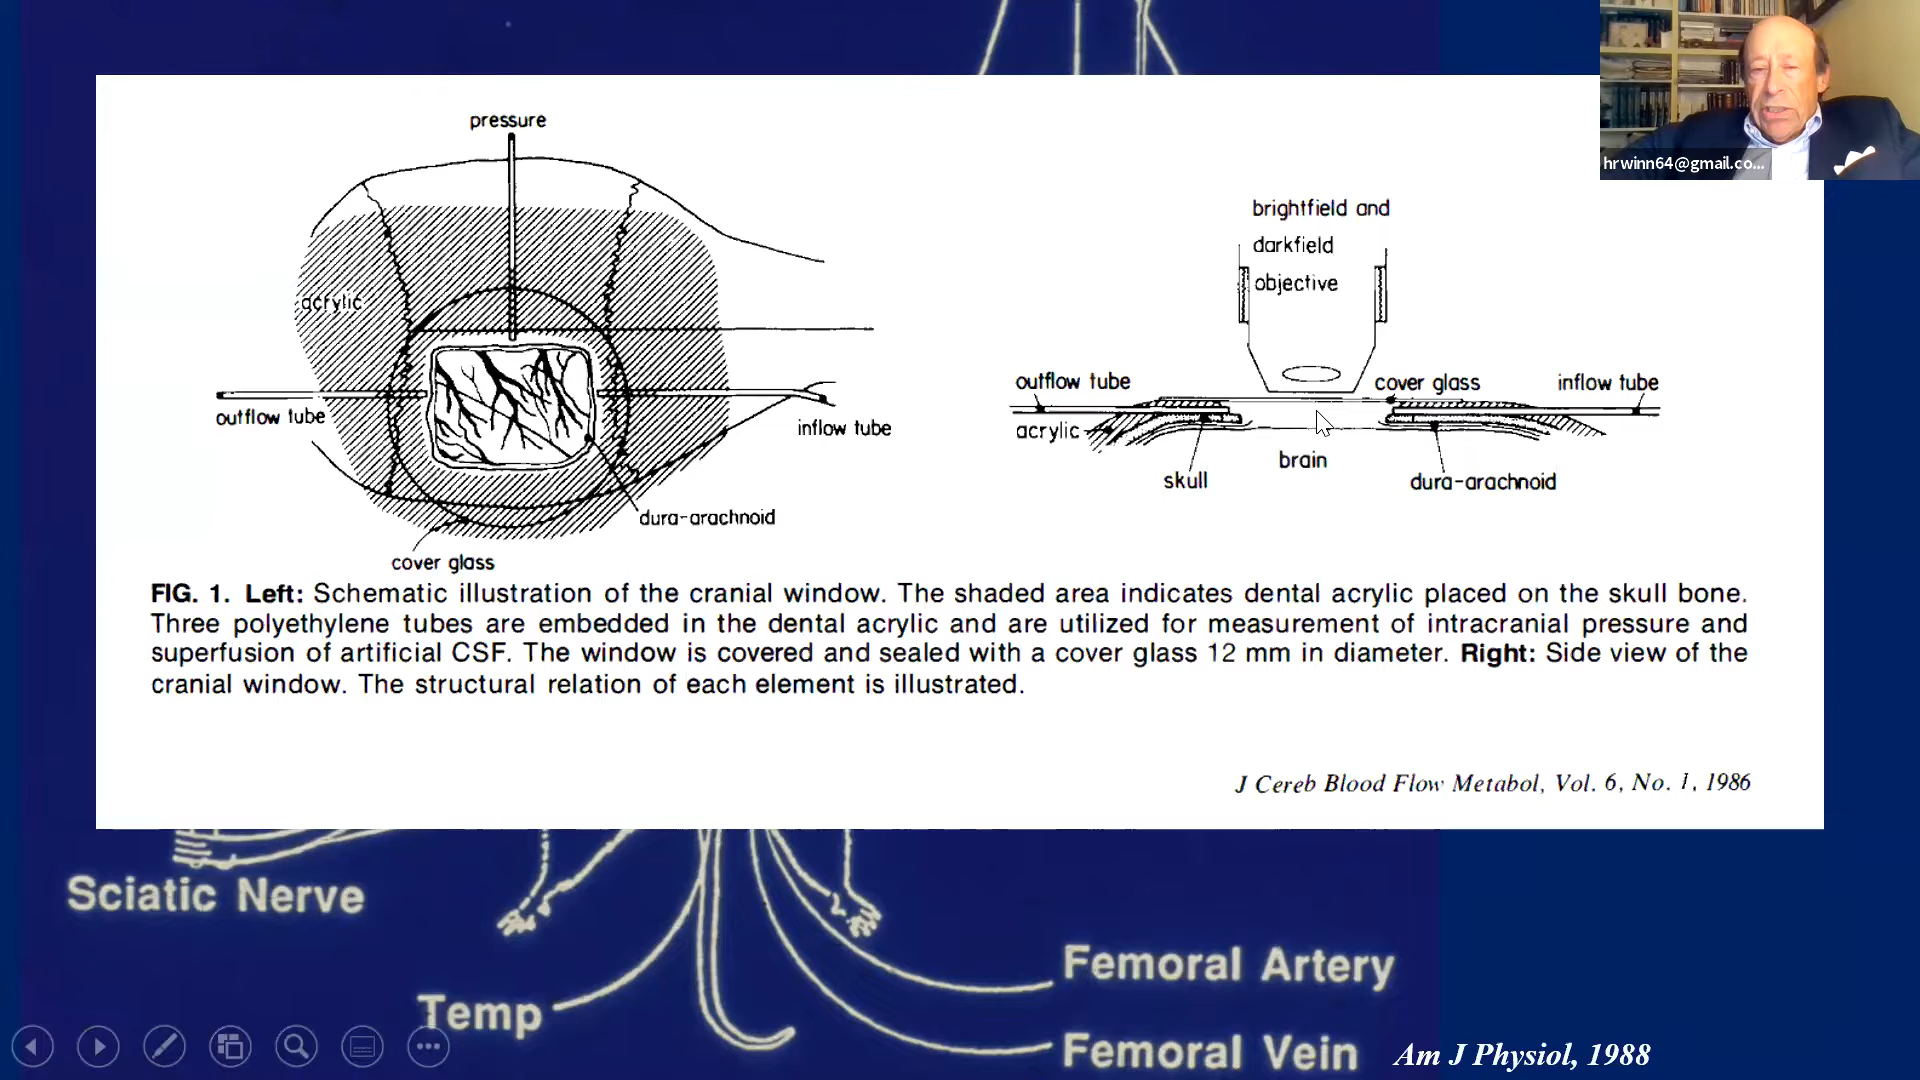 hrwinn64@gmail.co...
pressure
acrylic
outflow tube
inflow tube
dura-arachnoid
cover glass
brightfield and
darkfield
objective
outflow tube
cover glass
inflow tube
acrylic
brain
skull
dura-arachnoid
FIG. 1. Left: Schematic illustration of the cranial window. The shaded area indicates dental acrylic placed on the skull bone.
Three polyethylene tubes are embedded in the dental acrylic and are utilized for measurement of intracranial pressure and
superfusion of artificial CSF. The window is covered and sealed with a cover glass 12 mm in diameter. Right: Side view of the
cranial window. The structural relation of each element is illustrated.
J Cereb Blood Flow Metabol, Vol. 6, No. 1, 1986
Sciatic Nerve
Temp
Femoral Artery
Femoral Vein
Am J Physiol, 1988